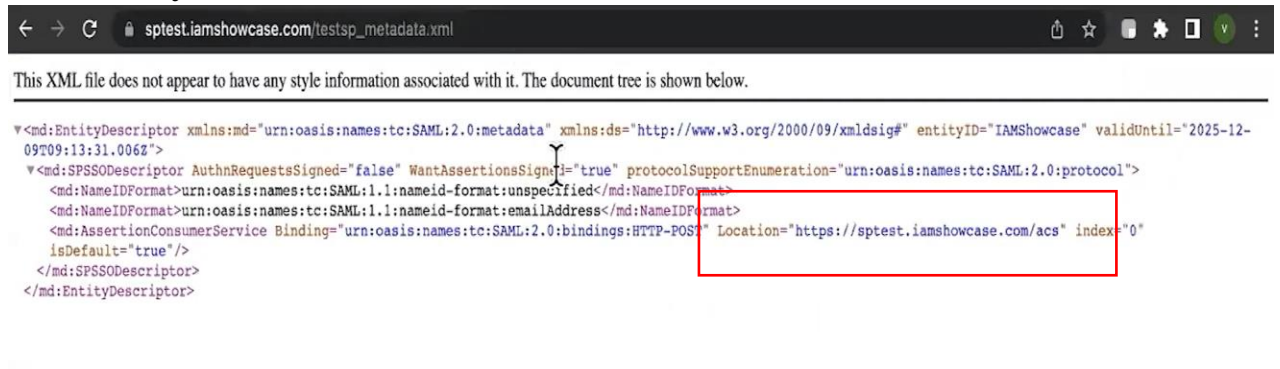 sptest.iamshowcase.com/testsp_metadata.xml
V
This XML file does not appear to have any style information associated with it. The document tree is shown below.
▼<md:EntityDescriptor xmlns:md="urn:oasis:names:tc:SAML:2.0:metadata" xmlns:ds="http://www.w3.org/2000/09/xmldsig#" entityID="IAMShowcase" validUntil="2025-12-
09T09:13:31.006Z">
▼<md:SPSSODescriptor AuthnRequestsSigned="false" WantAssertionsSigned="true" protocolSupportEnumeration="urn:oasis:names:tc:SAML:2.0:protocol">
<md:NameIDFormat>urn:oasis:names:tc:SAML:1.1:nameid-format:unspecified</md:NameIDFormat>
<md:NameIDFormat>urn:oasis:names:tc:SAML:1.1:nameid-format:emailAddress</md:NameIDFormat>
<md:AssertionConsumerService Binding="urn:oasis:names:tc:SAML:2.0:bindings:HTTP-POST" Location="https://sptest.iamshowcase.com/acs" index="0"
isDefault="true"/>
</md:SPSSODescriptor>
</md:EntityDescriptor>